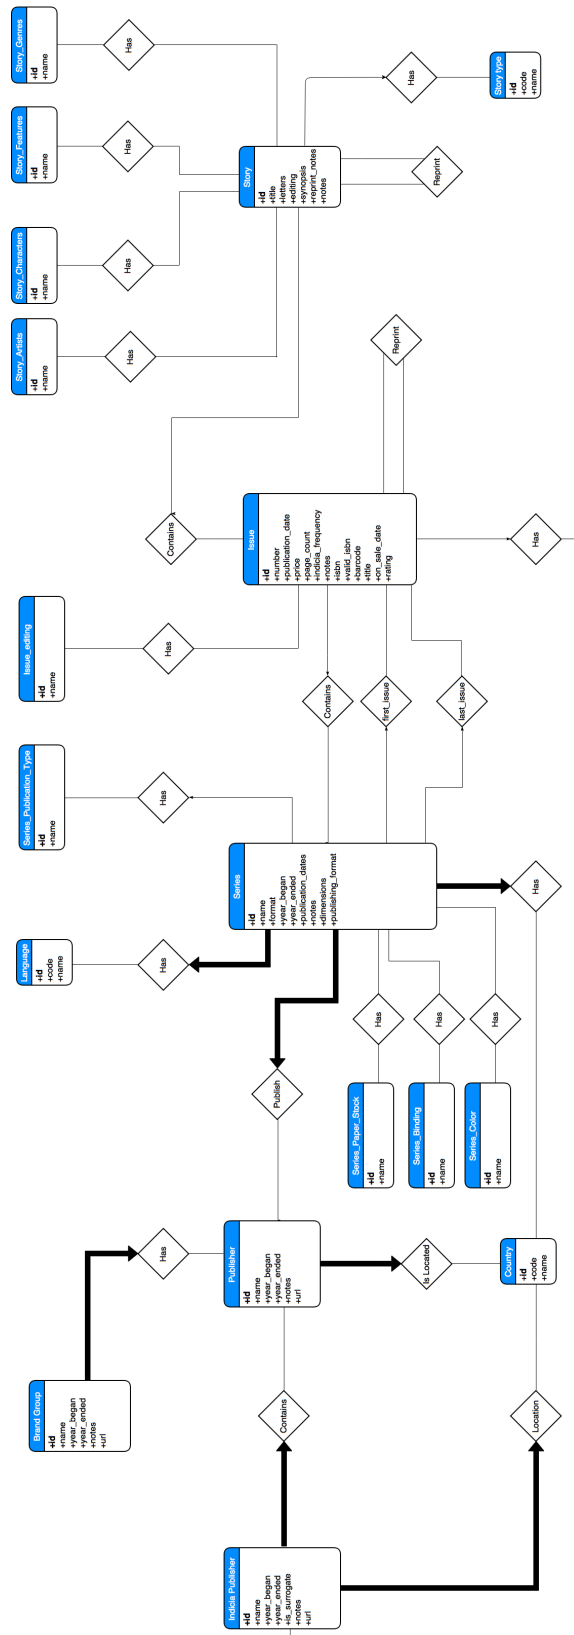 Story_Genres
+id
+name
Has
Story type
+id
+code
+name
Has
Story_Features
+id
+name
Has
Story
+id
+title
+letters
+editing
+synopsis
+reprint_notes
+notes
Reprint
Story_Characters
+id
+name
Has
Story_Artists
+id
+name
Has
Reprint
Contains
Issue
+id
+number
+publication_date
+price
+page_count
+indicia_frequency
+notes
+isbn
+valid_isbn
+barcode
+title
+on_sale_date
+rating
Has
Issue_editing
+id
+name
Has
Contains
first_issue
last_issue
Series_Publication_Type
+id
+name
Has
Series
+id
+name
+format
+year_began
+year_ended
+publication_dates
+notes
+dimensions
+publishing_format
Has
Language
+id
+code
+name
Has
Publish
Has
Has
Has
Series_Paper_Stock
+id
+name
Series_Binding
+id
+name
Series_Color
+id
+name
Has
Publisher
+id
+name
+year_began
+year_ended
+notes
+url
Is Located
Country
+id
+code
+name
Brand Group
+id
+name
+year_began
+year_ended
+notes
+url
Contains
Location
Indicia Publisher
+id
+name
+year_began
+year_ended
+is_surrogate
+notes
+url